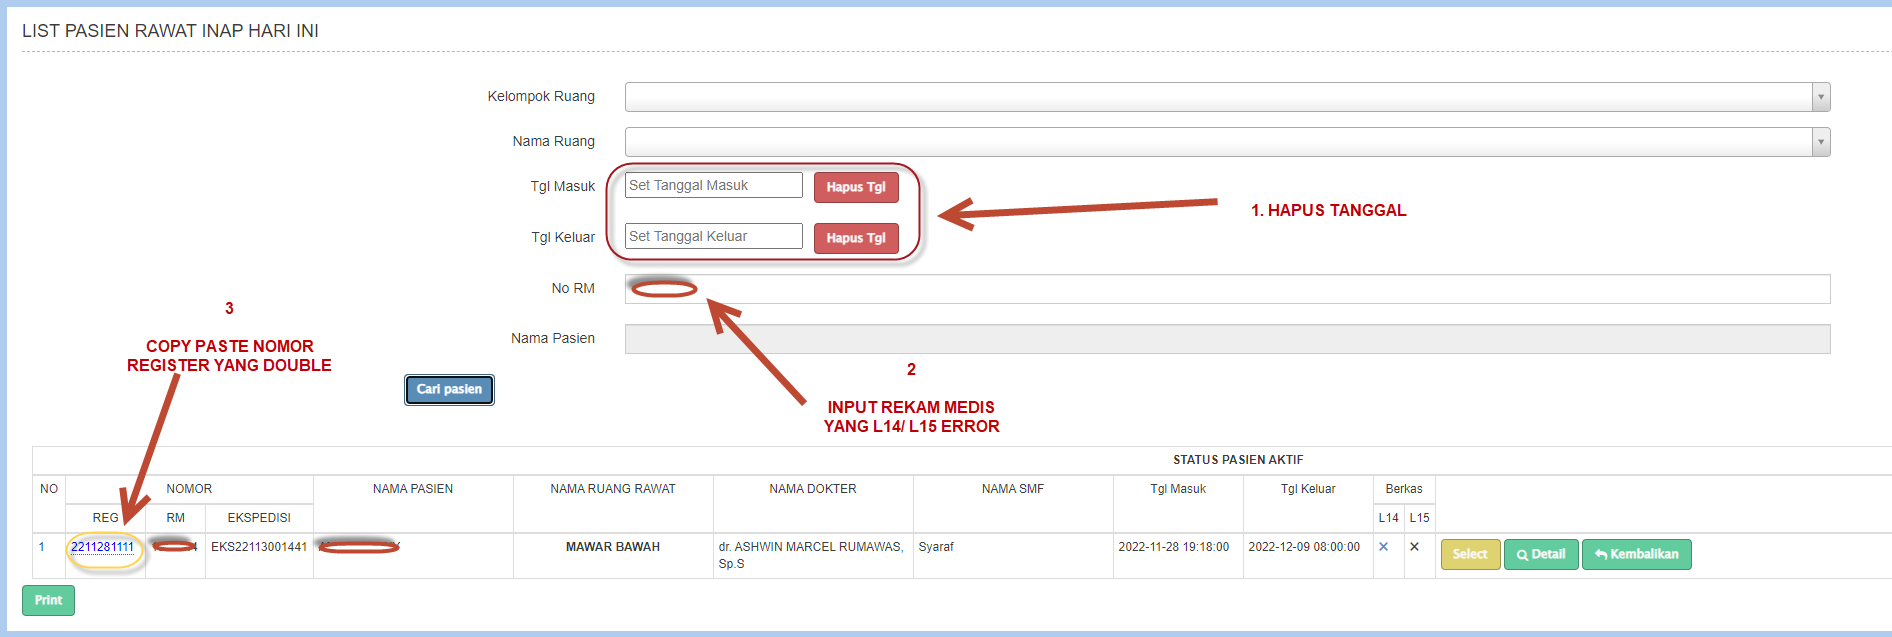 LIST PASIEN RAWAT INAP HARI INI
Kelompok Ruang
Nama Ruang
Tgl Masuk Set Tanggal Masuk Hapus Tgl
1. HAPUS TANGGAL
Tgl Keluar Set Tanggal Keluar Hapus Tgl
No RM
3
COPY PASTE NOMOR
REGISTER YANG DOUBLE
Nama Pasien
2
INPUT REKAM MEDIS
YANG L14/ L15 ERROR
Cari pasien
STATUS PASIEN AKTIF
NO NOMOR NAMA PASIEN NAMA RUANG RAWAT NAMA DOKTER NAMA SMF Tgl Masuk Tgl Keluar Berkas
REG RM EKSPEDISI L14 L15
1 2211281111 EKS22113001441 MAWAR BAWAH dr. ASHWIN MARCEL RUMAWAS, Syaraf 2022-11-28 19:18:00 2022-12-09 08:00:00 Select Detail Kembalikan
Sp.S
Print